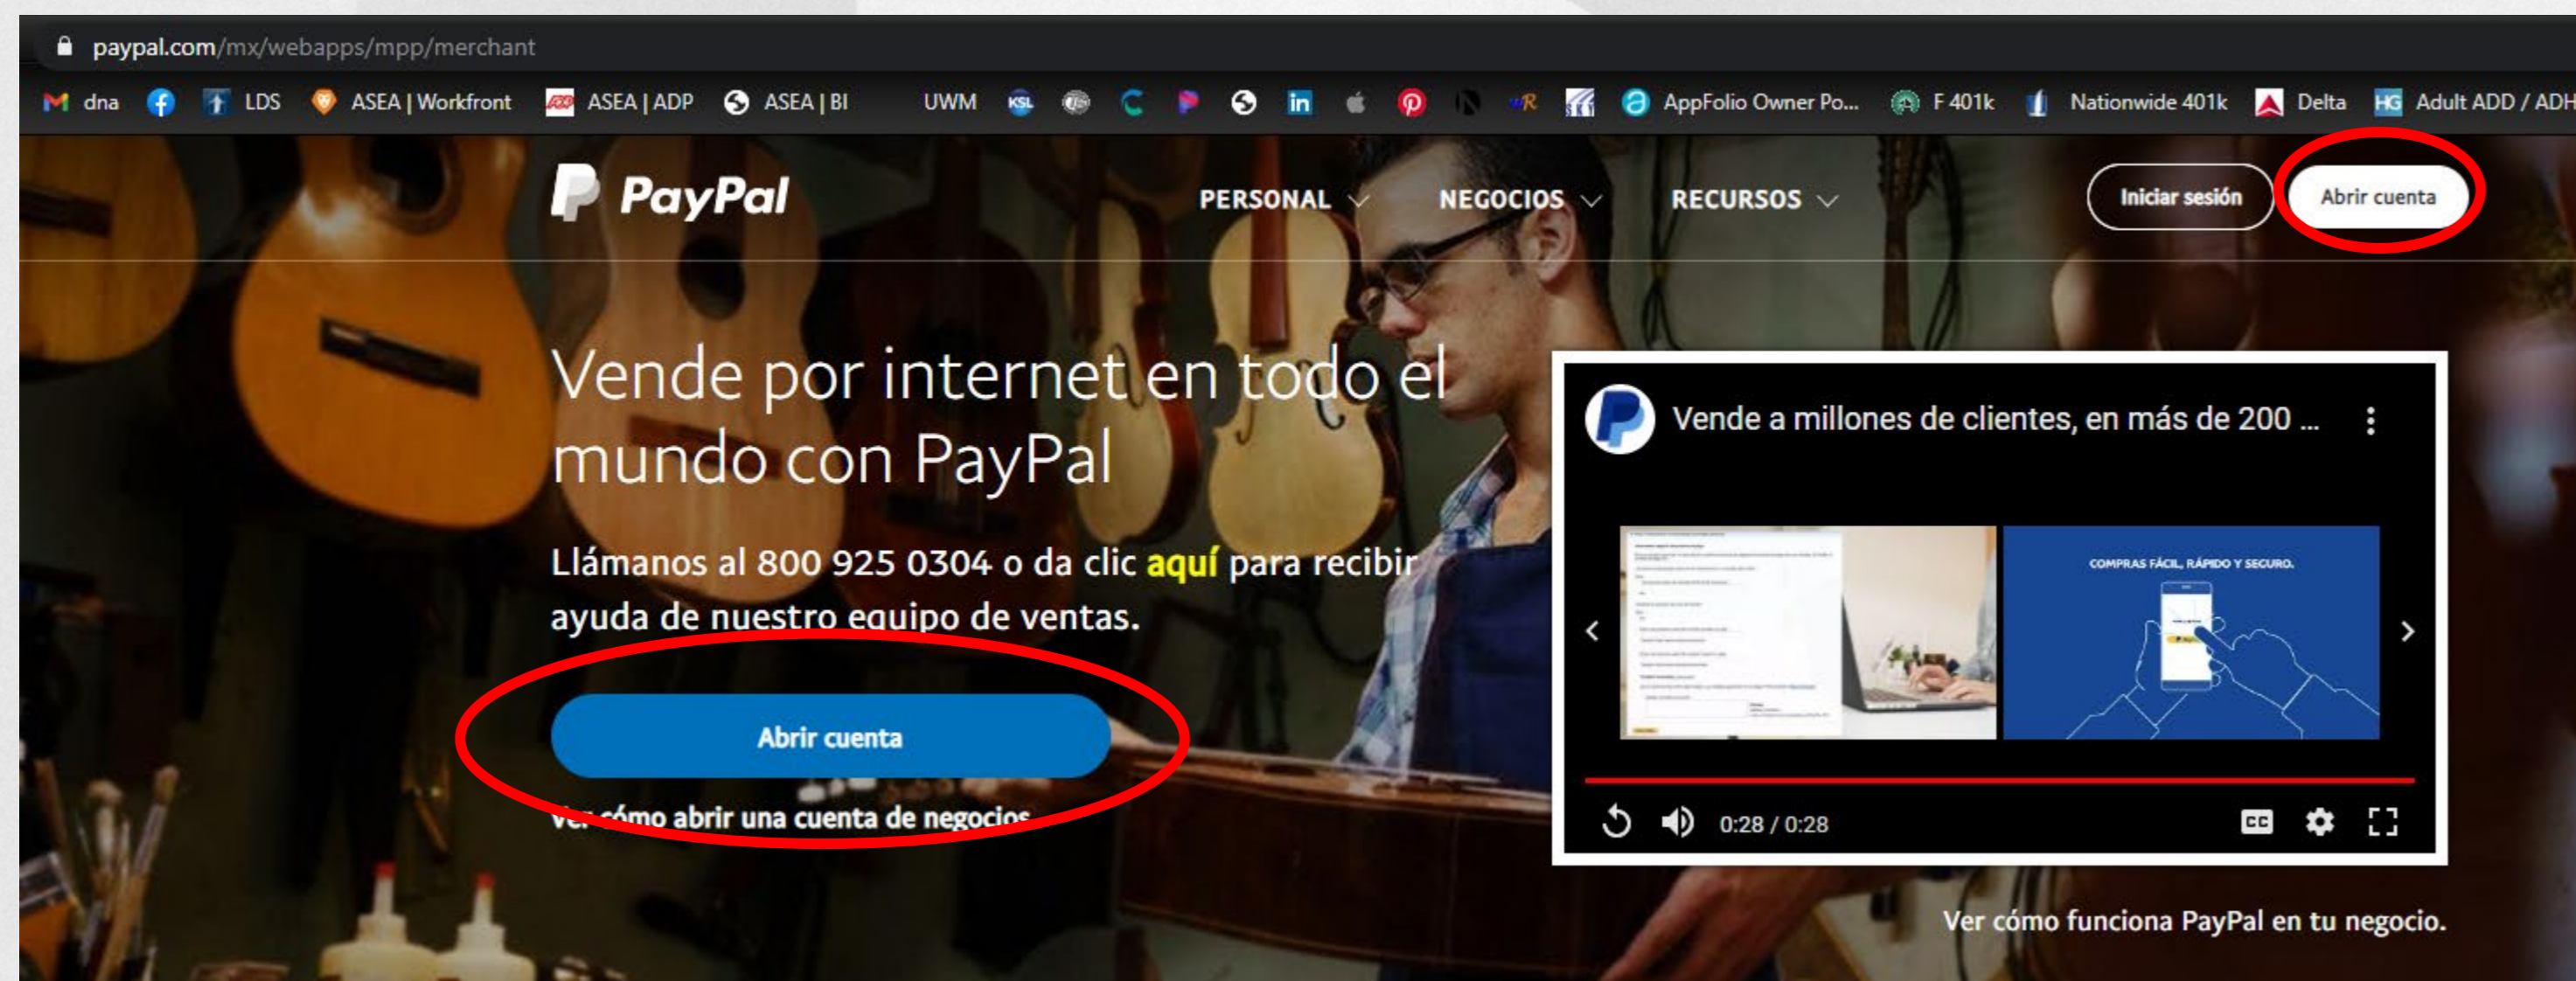 paypal.com/mx/webapps/mpp/merchant
dna LDS ASEA | Workfront ASEA | ADP ASEA | BI UWM KSL in AppFolio Owner Po... F 401k Nationwide 401k Delta HG Adult ADD / ADH
PayPal PERSONAL NEGOCIOS RECURSOS Iniciar sesión Abrir cuenta
Vende por internet en todo el
mundo con PayPal
Llámanos al 800 925 0304 o da clic aquí para recibir
ayuda de nuestro equipo de ventas.
Abrir cuenta
Ver cómo abrir una cuenta de negocios
Vende a millones de clientes, en más de 200 ...
COMPRAS FÁCIL, RÁPIDO Y SEGURO.
0:28 / 0:28 CC
Ver cómo funciona PayPal en tu negocio.